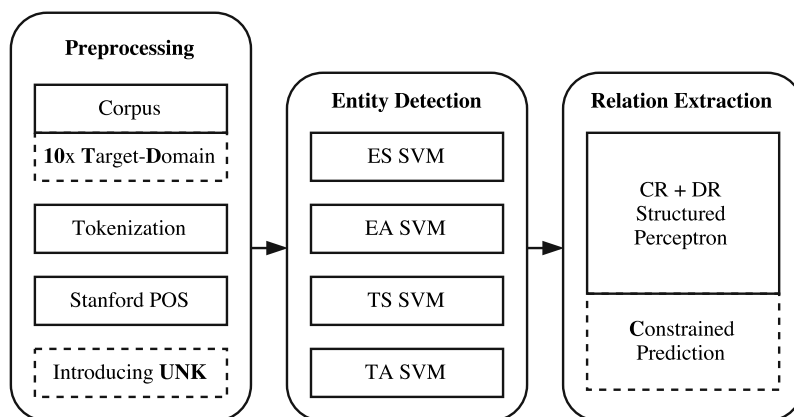 Preprocessing
Corpus
10x Target-Domain
Tokenization
Stanford POS
Introducing UNK
Entity Detection
ES SVM
EA SVM
TS SVM
TA SVM
Relation Extraction
CR + DR
Structured
Perceptron
Constrained
Prediction